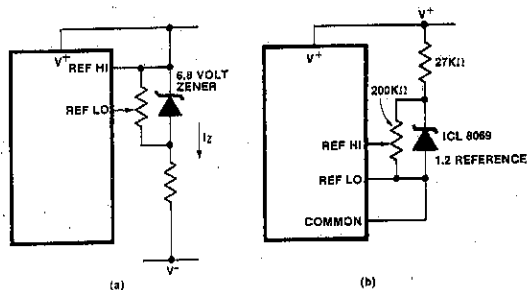 V⁺
V⁺
REF HI
6.8 VOLT
ZENER
REF LO
I_Z
V⁻
(a)
V⁺
V⁺
27KΩ
200KΩ
ICL 8069
REF HI
1.2 REFERENCE
REF LO
COMMON
(b)